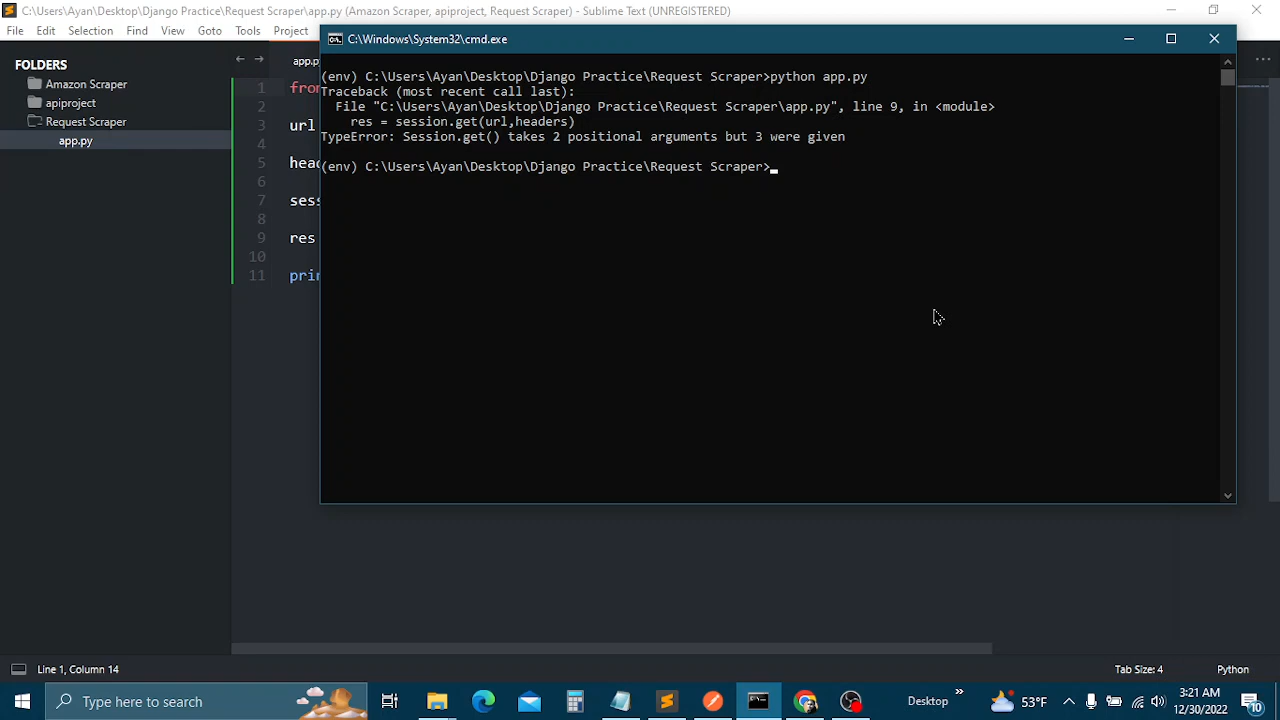 C:\Users\Ayan\Desktop\Django Practice\Request Scraper\app.py (Amazon Scraper, apiproject, Request Scraper) - Sublime Text (UNREGISTERED)
File Edit Selection Find View Goto Tools Project
C:\Windows\System32\cmd.exe
FOLDERS
Amazon Scraper
apiproject
Request Scraper
app.py
app.py
1 from
2
3 url
4
5 head
6
7 sess
8
9 res
10
11 prin
(env) C:\Users\Ayan\Desktop\Django Practice\Request Scraper>python app.py
Traceback (most recent call last):
File "C:\Users\Ayan\Desktop\Django Practice\Request Scraper\app.py", line 9, in <module>
res = session.get(url,headers)
TypeError: Session.get() takes 2 positional arguments but 3 were given
(env) C:\Users\Ayan\Desktop\Django Practice\Request Scraper>
Line 1, Column 14
Tab Size: 4
Python
Type here to search
Desktop
53°F
3:21 AM
12/30/2022
10